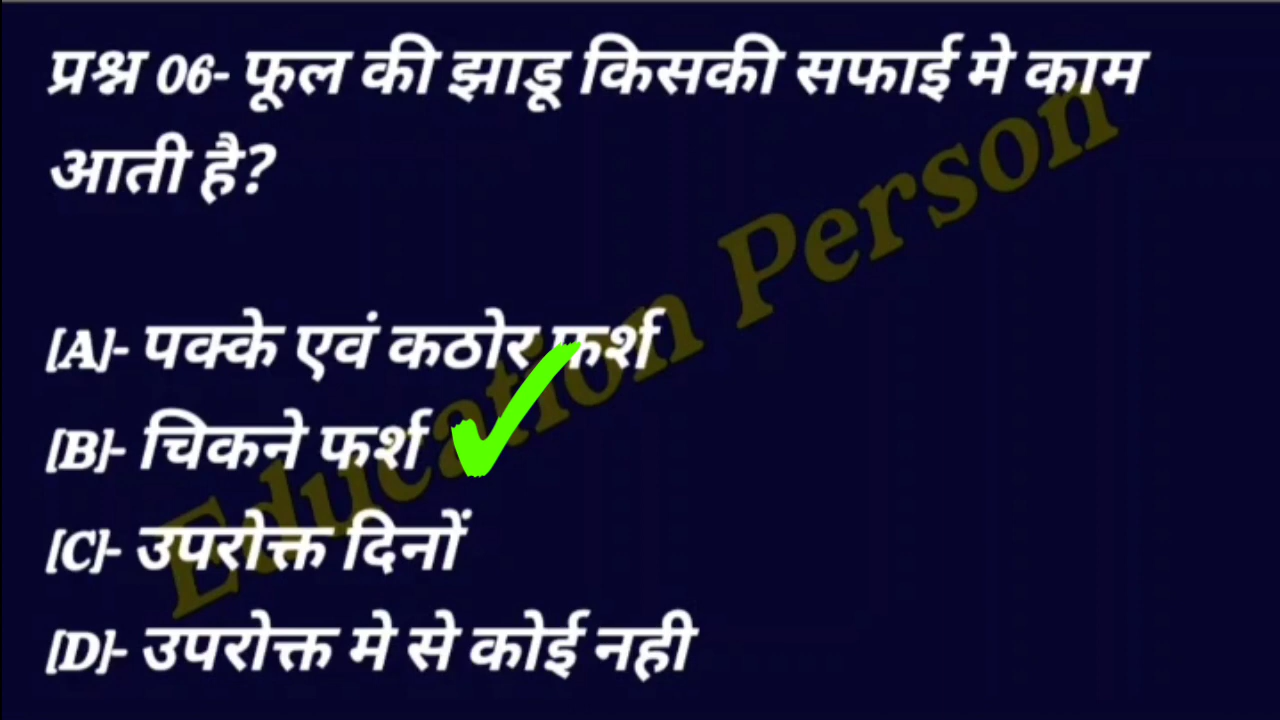 प्रश्न 06- फूल की झाडू किसकी सफाई मे काम
आती है?
[A]- पक्के एवं कठोर फर्श
[B]- चिकने फर्श
[C]- उपरोक्त दिनों
[D]- उपरोक्त मे से कोई नही
Education Person